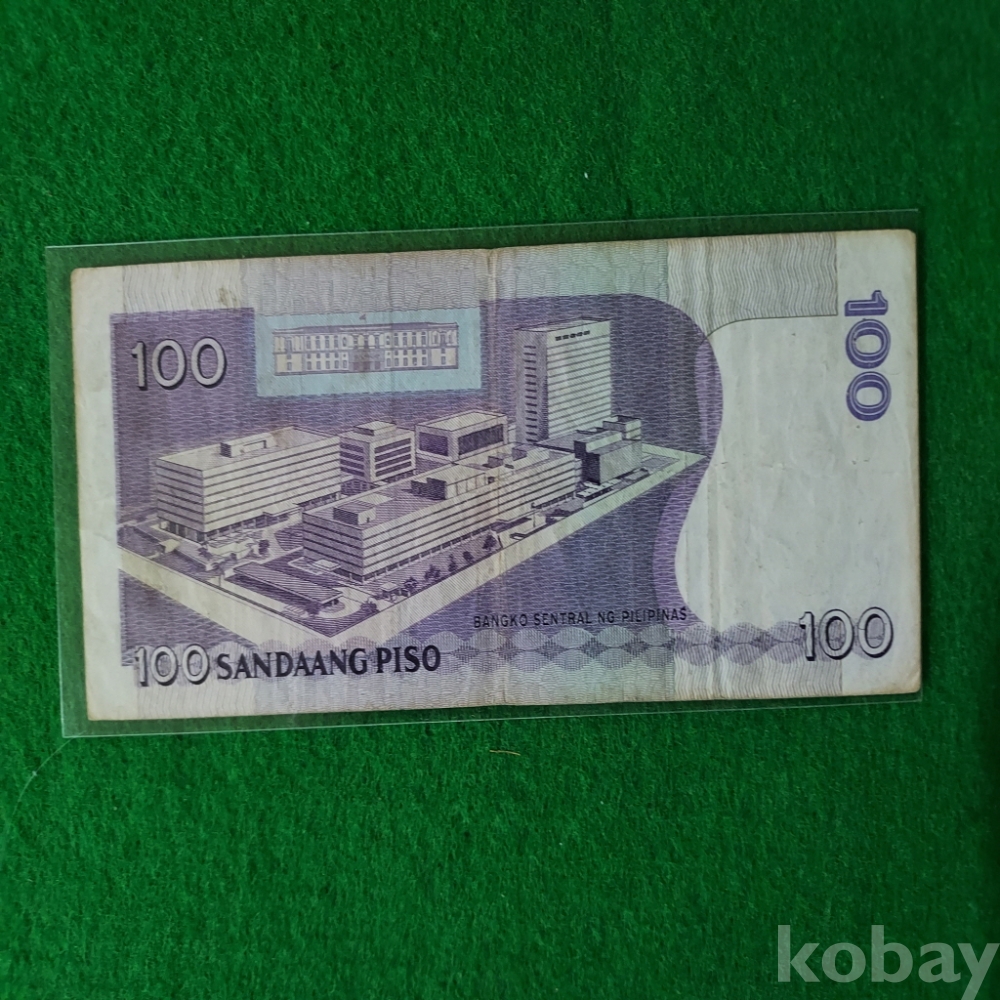 100
100
BANGKO SENTRAL NG PILIPINAS
100 SANDAANG PISO
100
kobay